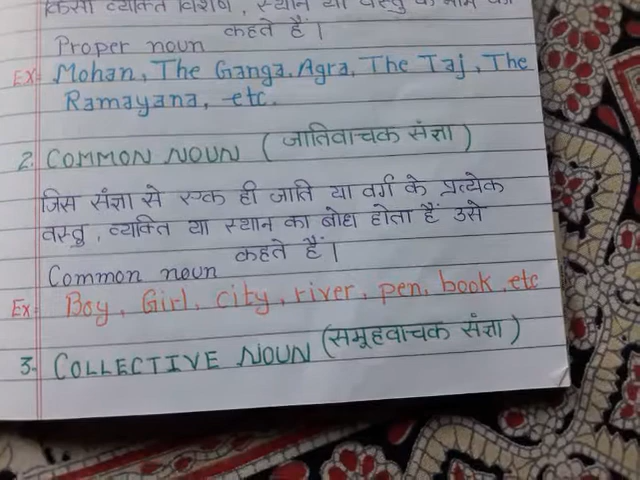 किसी व्यक्ति विशेष, स्थान या वस्तु के नाम को
Proper noun कहते हैं।
Ex Mohan, The Ganga, Agra, The Taj, The
Ramayana, etc.
2. COMMON NOUN (जातिवाचक संज्ञा)
जिस संज्ञा से एक ही जाति या वर्ग के प्रत्येक
वस्तु, व्यक्ति या स्थान का बोध होता हैं उसे
Common noun कहते हैं।
Ex Boy, Girl, city, river, pen, book, etc
3. COLLECTIVE NOUN (समूहवाचक संज्ञा)